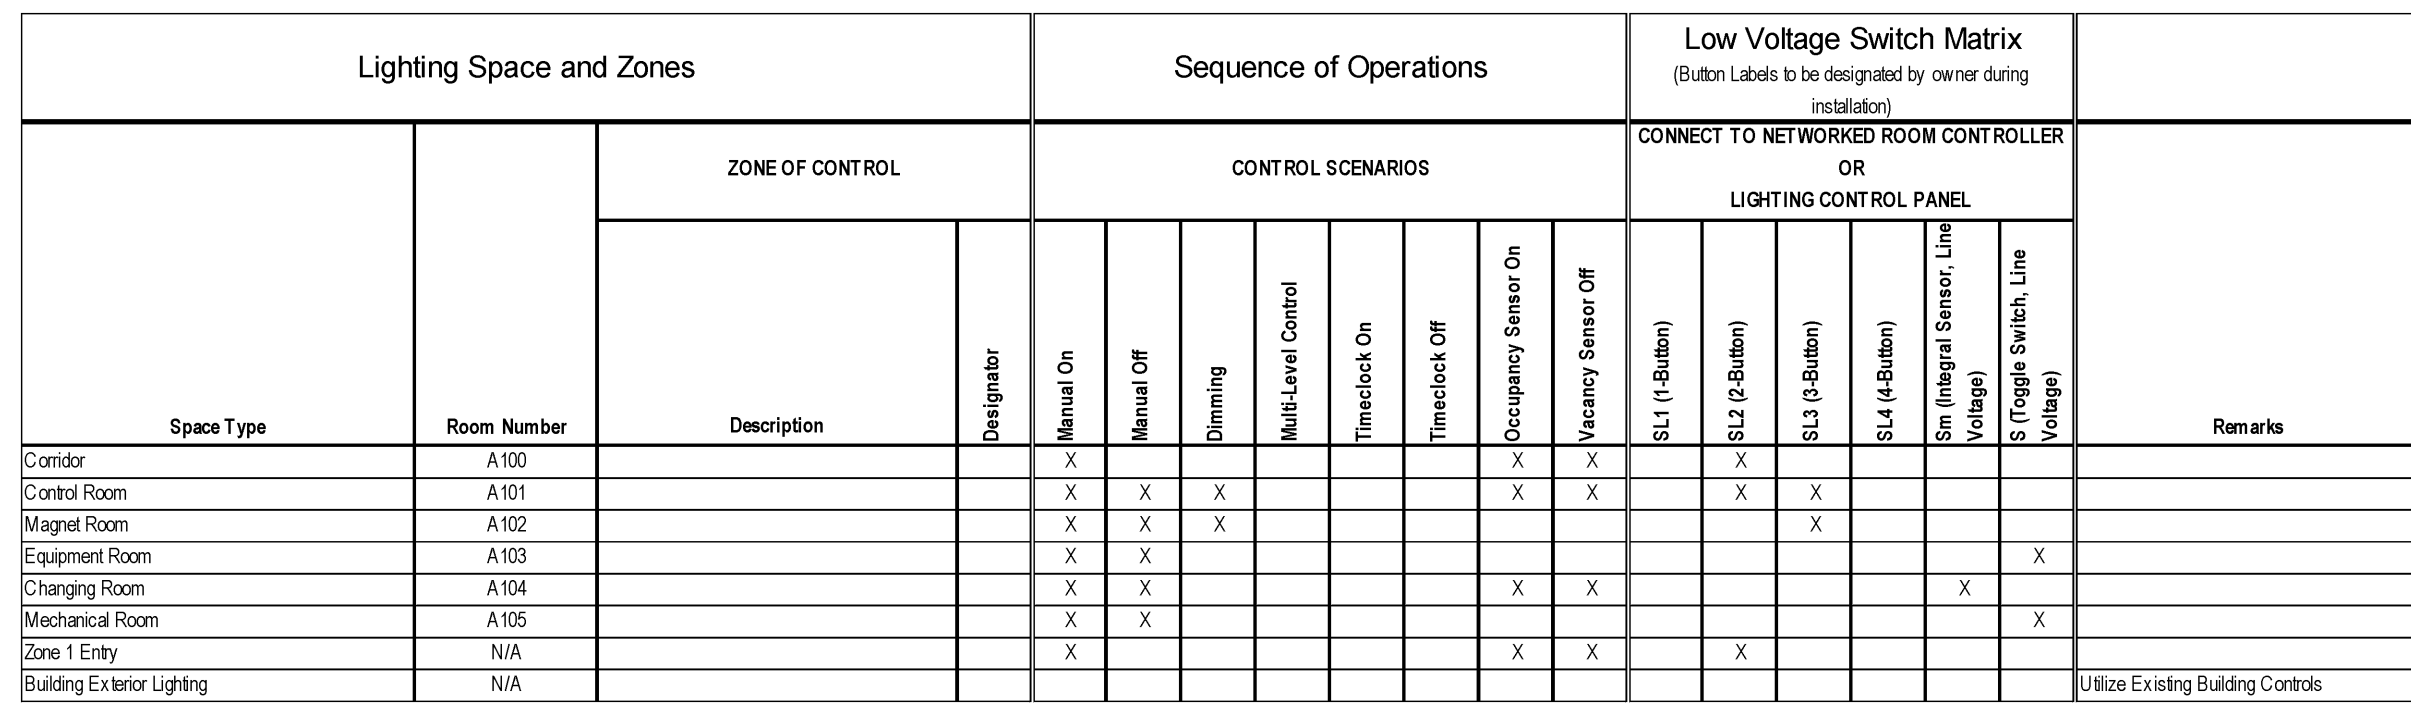 Lighting Space and Zones
Sequence of Operations
Low Voltage Switch Matrix
(Button Labels to be designated by owner during
installation)
ZONE OF CONTROL
CONTROL SCENARIOS
CONNECT TO NETWORKED ROOM CONTROLLER
OR
LIGHTING CONTROL PANEL
Space Type
Room Number
Description
Designator
Manual On
Manual Off
Dimming
Multi-Level Control
Timeclock On
Timeclock Off
Occupancy Sensor On
Vacancy Sensor Off
SL1 (1-Button)
SL2 (2-Button)
SL3 (3-Button)
SL4 (4-Button)
Sm (Integral Sensor, Line
Voltage)
S (Toggle Switch, Line
Voltage)
Remarks
Corridor A100 X X X X
Control Room A101 X X X X X X X
Magnet Room A102 X X X X
Equipment Room A103 X X X
Changing Room A104 X X X X X
Mechanical Room A105 X X X
Zone 1 Entry N/A X X X X
Building Exterior Lighting N/A Utilize Existing Building Controls